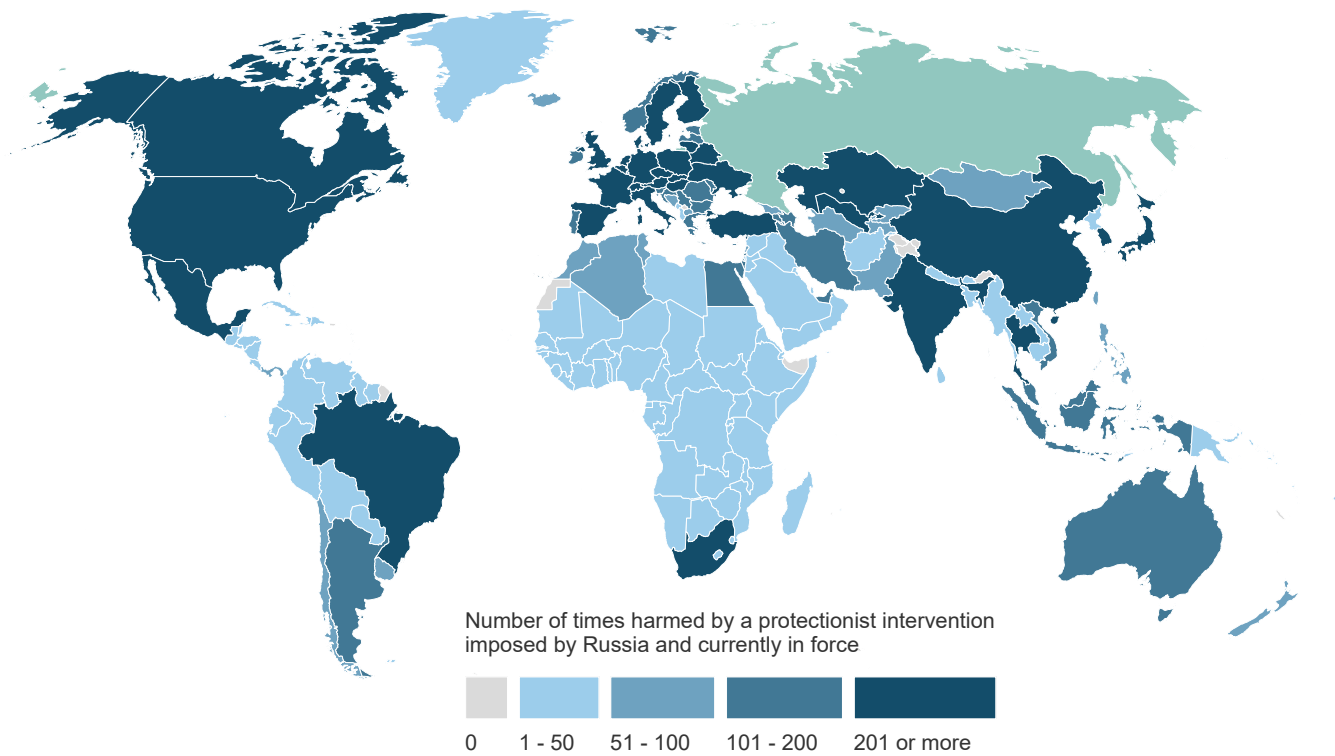 Number of times harmed by a protectionist intervention
imposed by Russia and currently in force
0 1 - 50 51 - 100 101 - 200 201 or more